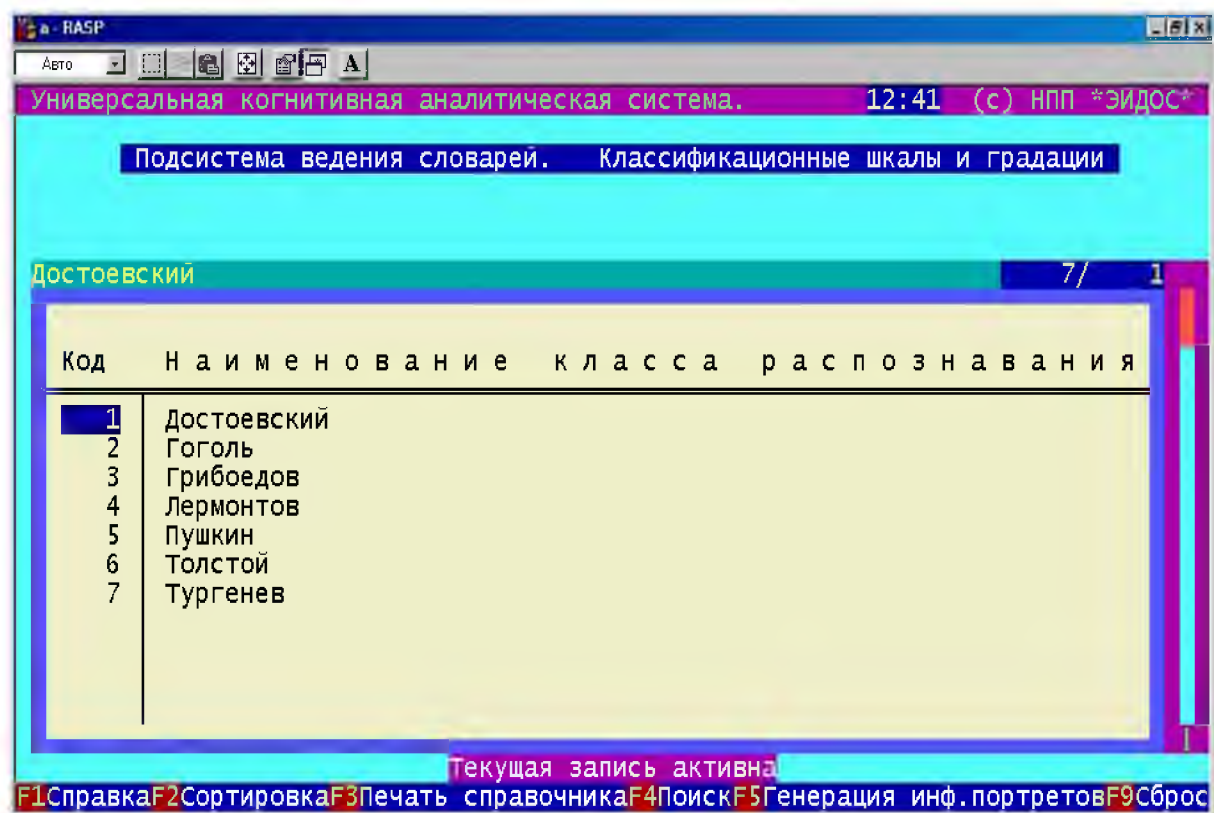 a - RASP
Авто
A
Универсальная когнитивная аналитическая система. 12:41 (c) НПП *ЭЙДОС*
Подсистема ведения словарей. Классификационные шкалы и градации
Достоевский 7/ 1
Код Наименование класса распознавания
1 Достоевский
2 Гоголь
3 Грибоедов
4 Лермонтов
5 Пушкин
6 Толстой
7 Тургенев
Текущая запись активна
F1Справка F2Сортировка F3Печать справочника F4Поиск F5Генерация инф.портретов F9Сброс